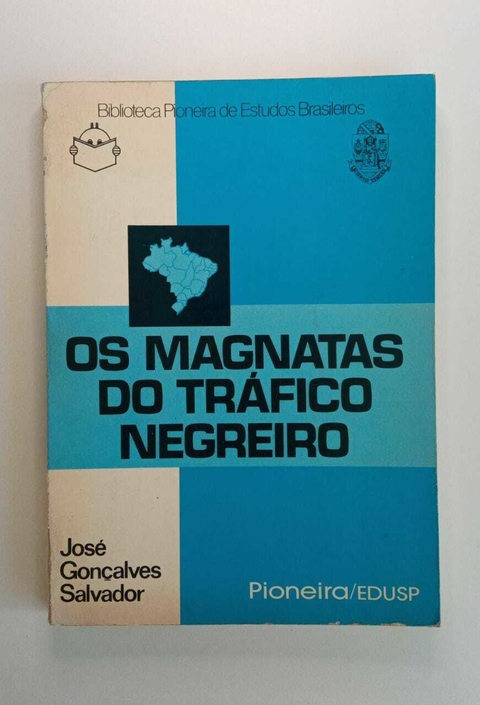 Biblioteca Pioneira de Estudos Brasileiros
OS MAGNATAS
DO TRÁFICO
NEGREIRO
José
Gonçalves
Salvador
Pioneira/EDUSP